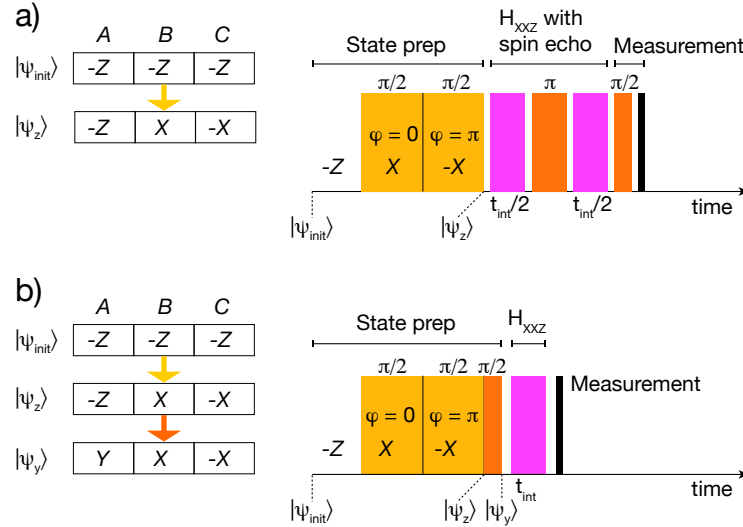 a)
A B C
|ψinit⟩ -Z -Z -Z
|ψz⟩ -Z X -X
HXXZ with
spin echo
State prep
Measurement
π/2 π/2 π π/2
φ = 0 φ = π
-Z X -X
tint/2 tint/2
time
|ψinit⟩ |ψz⟩
b)
A B C
|ψinit⟩ -Z -Z -Z
|ψz⟩ -Z X -X
|ψy⟩ Y X -X
State prep
HXXZ
π/2 π/2 π/2
Measurement
φ = 0 φ = π
-Z X -X
tint
time
|ψinit⟩ |ψz⟩ |ψy⟩